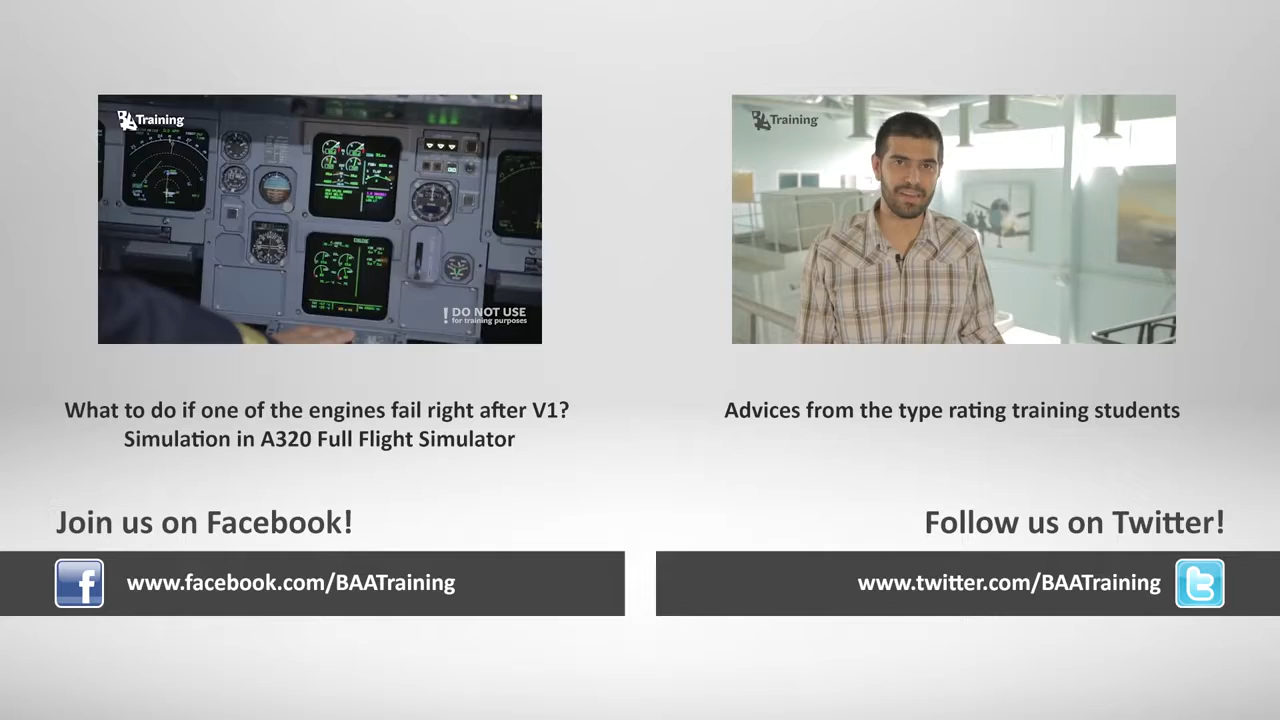 Training
! DO NOT USE
for training purposes
ENGINE
Training
What to do if one of the engines fail right after V1?
Simulation in A320 Full Flight Simulator
Advices from the type rating training students
Join us on Facebook!
Follow us on Twitter!
f www.facebook.com/BAATraining
www.twitter.com/BAATraining t